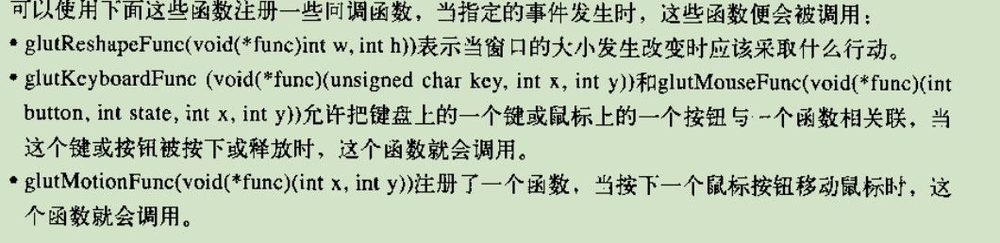 可以使用下面这些函数注册一些回调函数，当指定的事件发生时，这些函数便会被调用：
• glutReshapeFunc(void(*func)int w, int h))表示当窗口的大小发生改变时应该采取什么行动。
• glutKeyboardFunc (void(*func)(unsigned char key, int x, int y))和glutMouseFunc(void(*func)(int
button, int state, int x, int y))允许把键盘上的一个键或鼠标上的一个按钮与一个函数相关联，当
这个键或按钮被按下或释放时，这个函数就会调用。
• glutMotionFunc(void(*func)(int x, int y))注册了一个函数，当按下一个鼠标按钮移动鼠标时，这
个函数就会调用。